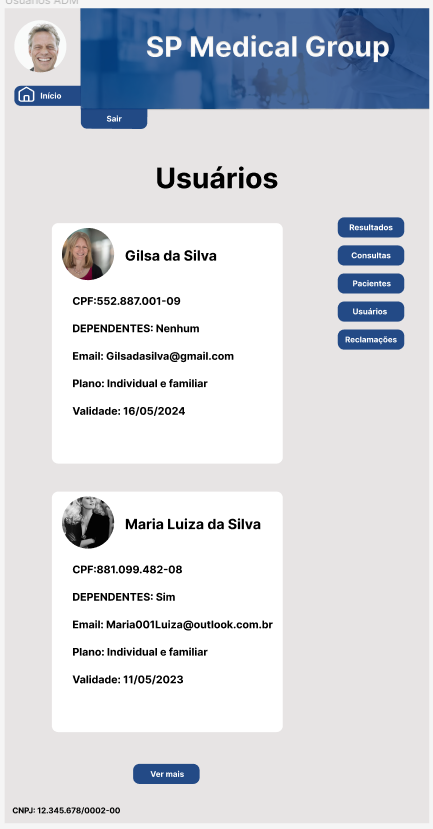 Usuários ADM
SP Medical Group
Início
Sair
Usuários
Resultados
Consultas
Pacientes
Usuários
Reclamações
Gilsa da Silva
CPF:552.887.001-09
DEPENDENTES: Nenhum
Email: Gilsadasilva@gmail.com
Plano: Individual e familiar
Validade: 16/05/2024
Maria Luiza da Silva
CPF:881.099.482-08
DEPENDENTES: Sim
Email: Maria001Luiza@outlook.com.br
Plano: Individual e familiar
Validade: 11/05/2023
Ver mais
CNPJ: 12.345.678/0002-00